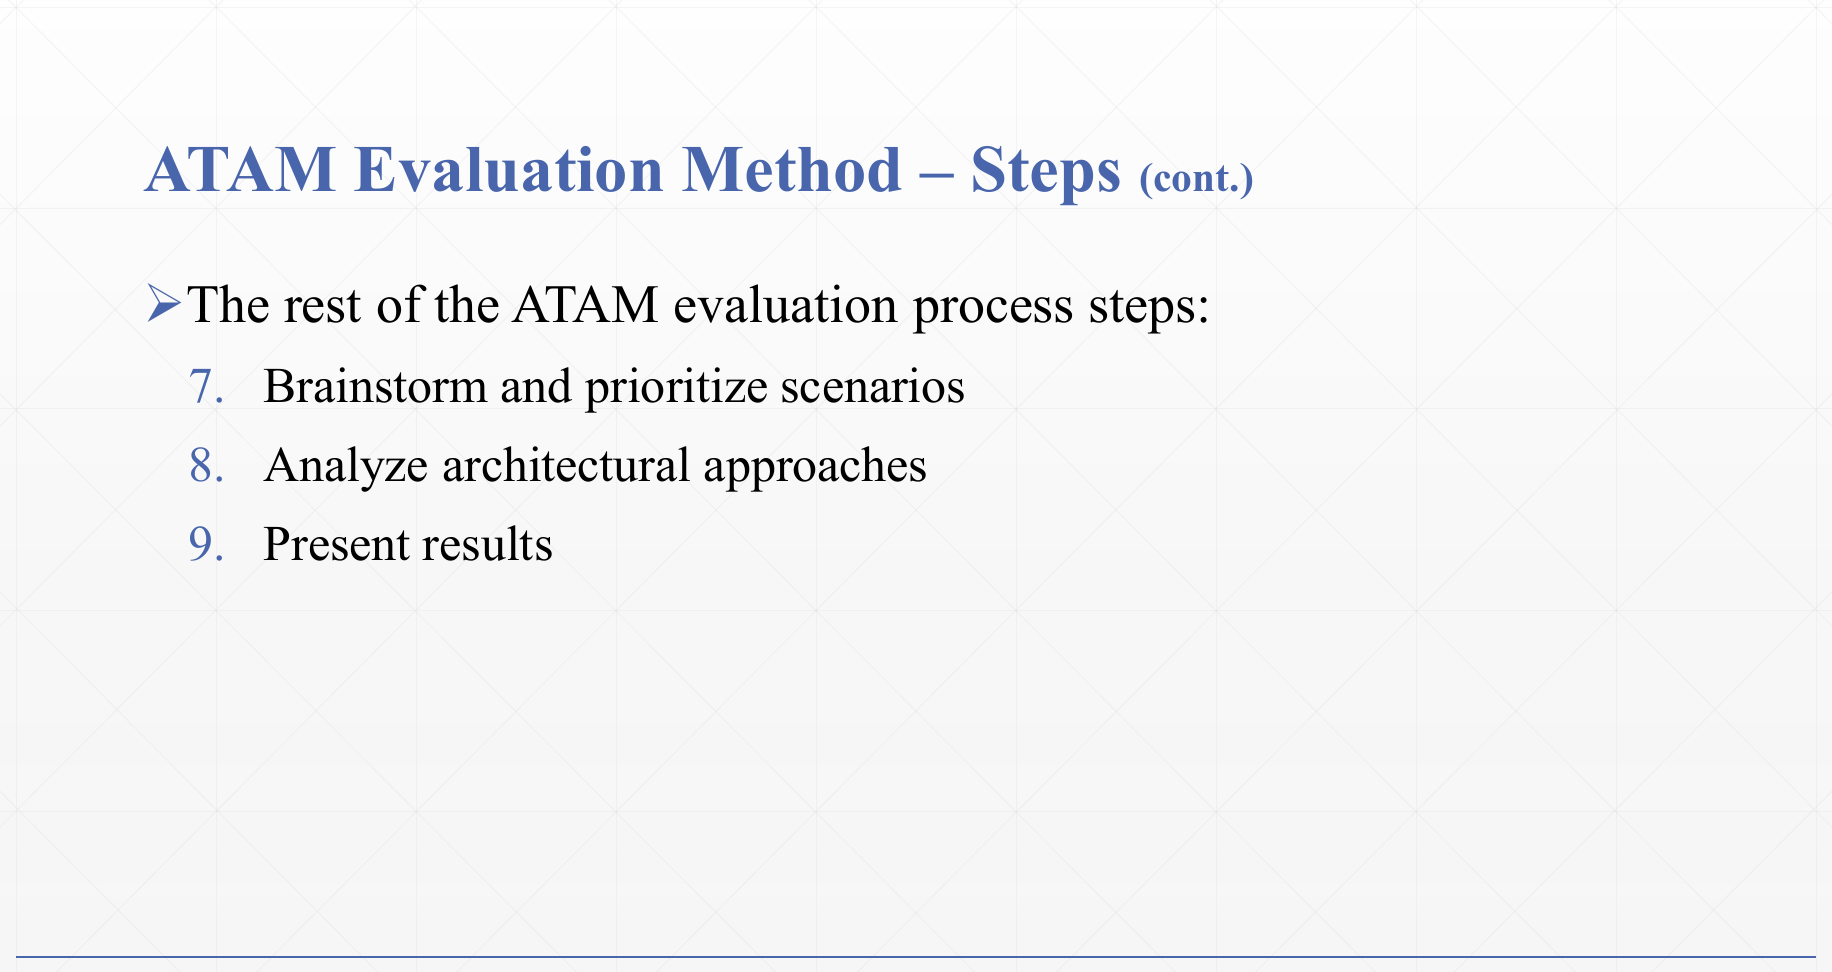 ATAM Evaluation Method – Steps (cont.)
➢The rest of the ATAM evaluation process steps:
7. Brainstorm and prioritize scenarios
8. Analyze architectural approaches
9. Present results